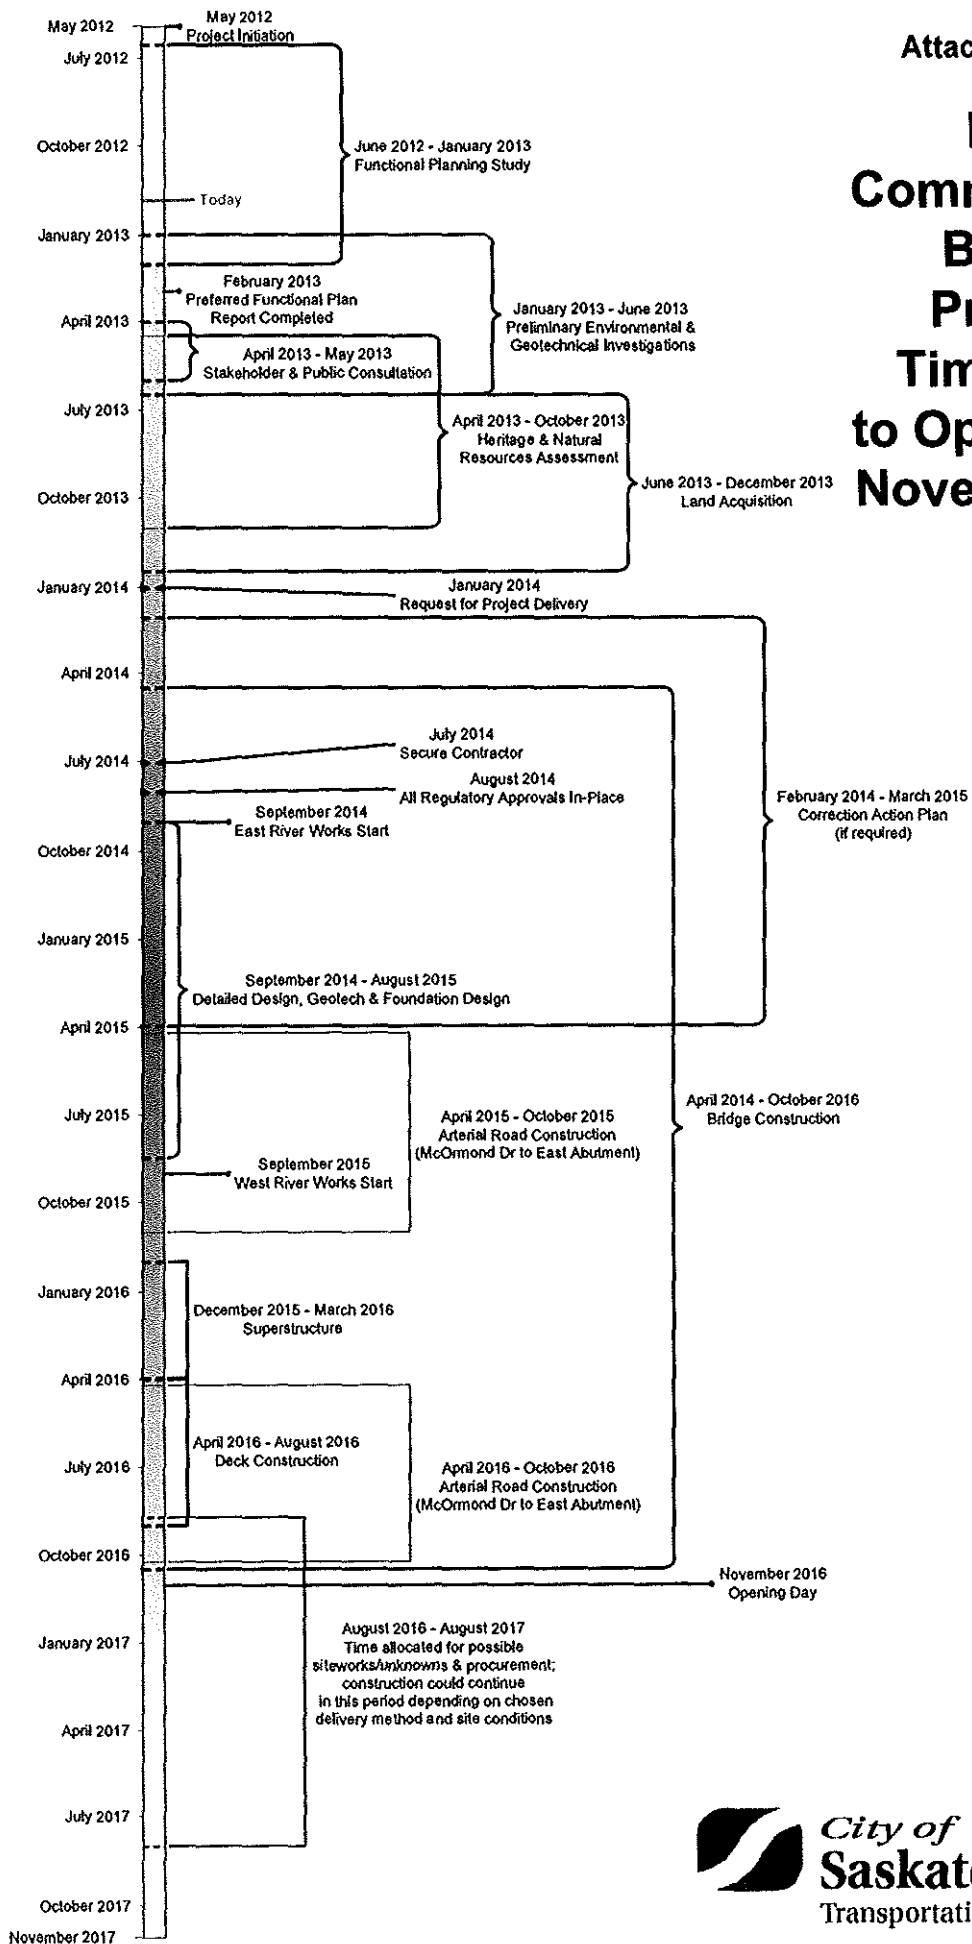 May 2012
July 2012
October 2012
January 2013
April 2013
July 2013
October 2013
January 2014
April 2014
July 2014
October 2014
January 2015
April 2015
July 2015
October 2015
January 2016
April 2016
July 2016
October 2016
January 2017
April 2017
July 2017
October 2017
November 2017
May 2012
Project Initiation
June 2012 - January 2013
Functional Planning Study
Today
February 2013
Preferred Functional Plan
Report Completed
January 2013 - June 2013
Preliminary Environmental &
Geotechnical Investigations
April 2013 - May 2013
Stakeholder & Public Consultation
April 2013 - October 2013
Heritage & Natural
Resources Assessment
June 2013 - December 2013
Land Acquisition
January 2014
Request for Project Delivery
July 2014
Secure Contractor
August 2014
All Regulatory Approvals In-Place
September 2014
East River Works Start
February 2014 - March 2015
Correction Action Plan
(if required)
September 2014 - August 2015
Detailed Design, Geotech & Foundation Design
April 2015 - October 2015
Arterial Road Construction
(McOrmond Dr to East Abutment)
April 2014 - October 2016
Bridge Construction
September 2015
West River Works Start
December 2015 - March 2016
Superstructure
April 2016 - August 2016
Deck Construction
April 2016 - October 2016
Arterial Road Construction
(McOrmond Dr to East Abutment)
November 2016
Opening Day
August 2016 - August 2017
Time allocated for possible
siteworks/unknowns & procurement;
construction could continue
in this period depending on chosen
delivery method and site conditions
Attac
Comm
B
Pr
Tim
to Op
Nove
City of
Saskat
Transportati